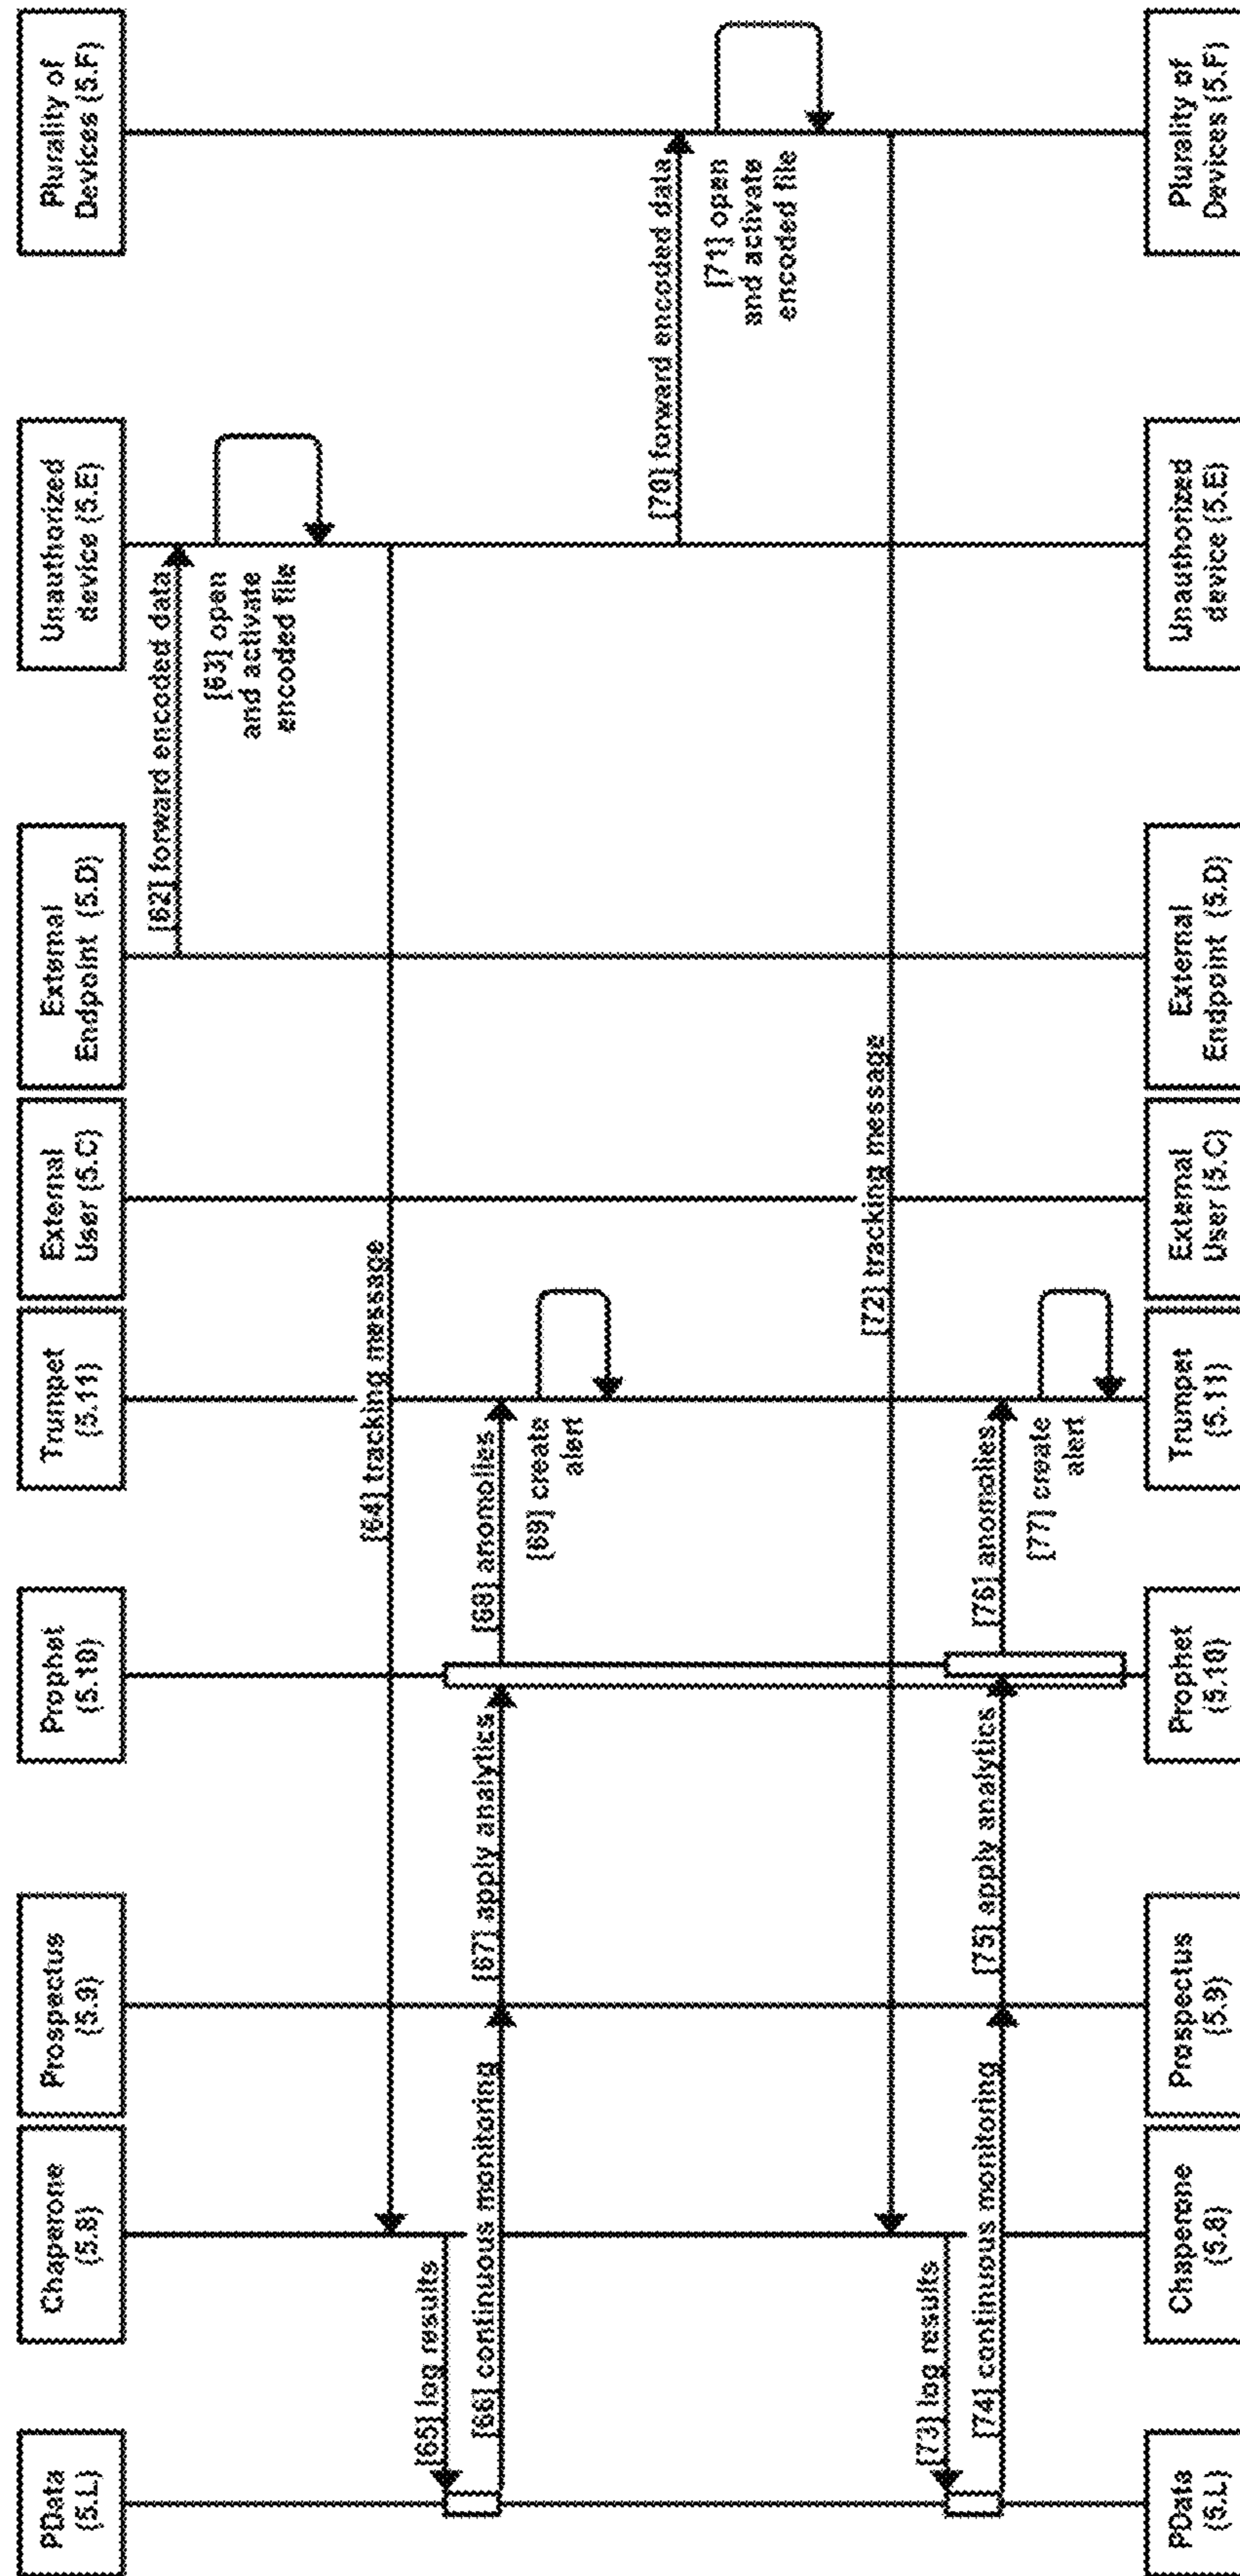 PData
(5.L)
Chaperone
(5.8)
Prospectus
(5.9)
Prophet
(5.10)
Trumpet
(5.11)
External
User (5.C)
External
Endpoint (5.D)
Unauthorized
device (5.E)
Plurality of
Devices (5.F)
[62] forward encoded data
[63] open
and activate
encoded file
[64] tracking message
[65] log results
[66] continuous monitoring
[67] apply analytics
[68] anomolies
[69] create
alert
[70] forward encoded data
[71] open
and activate
encoded file
[72] tracking message
[73] log results
[74] continuous monitoring
[75] apply analytics
[76] anomolies
[77] create
alert
PData
(5.L)
Chaperone
(5.8)
Prospectus
(5.9)
Prophet
(5.10)
Trumpet
(5.11)
External
User (5.C)
External
Endpoint (5.D)
Unauthorized
device (5.E)
Plurality of
Devices (5.F)